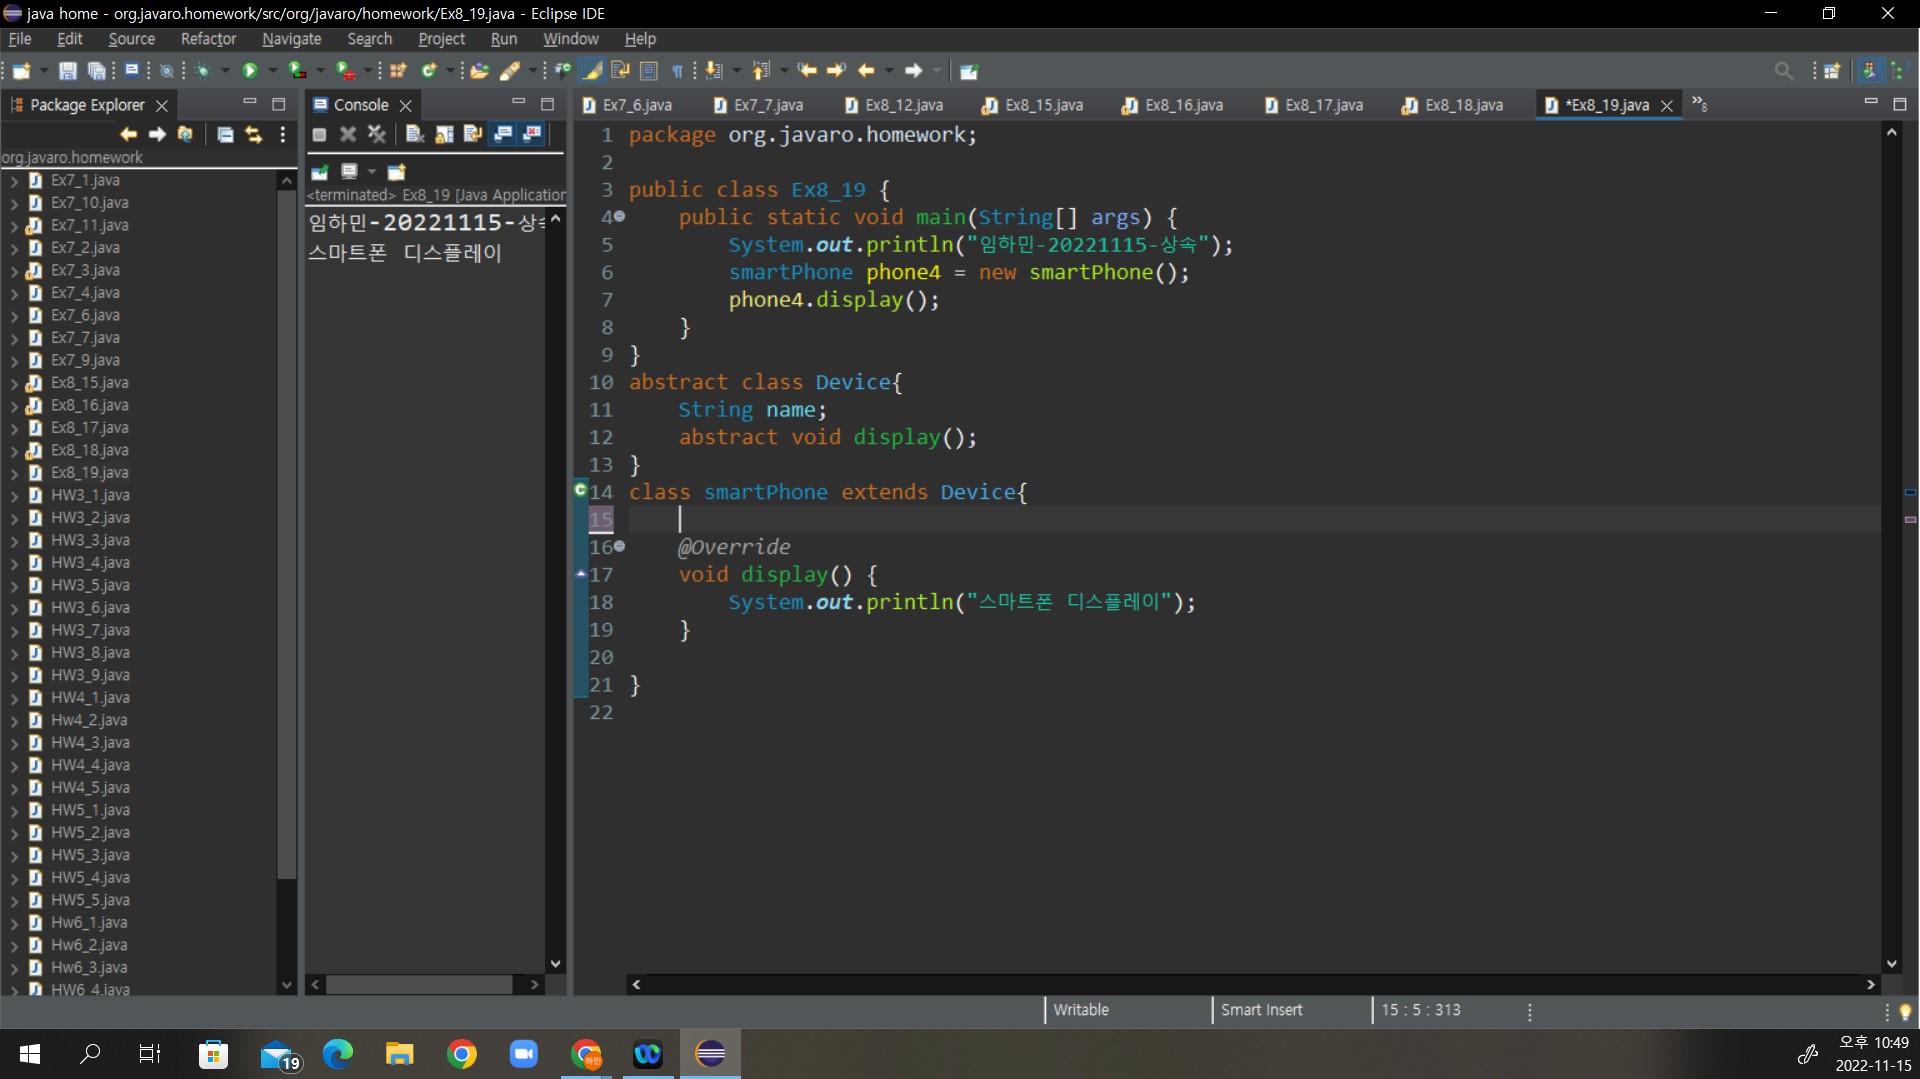 java home - org.javaro.homework/src/org/javaro/homework/Ex8_19.java - Eclipse IDE
File Edit Source Refactor Navigate Search Project Run Window Help
Package Explorer
org.javaro.homework
Ex7_1.java
Ex7_10.java
Ex7_11.java
Ex7_2.java
Ex7_3.java
Ex7_4.java
Ex7_6.java
Ex7_7.java
Ex7_9.java
Ex8_15.java
Ex8_16.java
Ex8_17.java
Ex8_18.java
Ex8_19.java
HW3_1.java
HW3_2.java
HW3_3.java
HW3_4.java
HW3_5.java
HW3_6.java
HW3_7.java
HW3_8.java
HW3_9.java
HW4_1.java
Hw4_2.java
HW4_3.java
HW4_4.java
HW4_5.java
HW5_1.java
HW5_2.java
HW5_3.java
HW5_4.java
HW5_5.java
Hw6_1.java
Hw6_2.java
Hw6_3.java
HW6_4.java
Console
<terminated> Ex8_19 [Java Application
임하민-20221115-상속
스마트폰 디스플레이
Ex7_6.java Ex7_7.java Ex8_12.java Ex8_15.java Ex8_16.java Ex8_17.java Ex8_18.java *Ex8_19.java »8
1 package org.javaro.homework;
2
3 public class Ex8_19 {
4 public static void main(String[] args) {
5 System.out.println("임하민-20221115-상속");
6 smartPhone phone4 = new smartPhone();
7 phone4.display();
8 }
9 }
10 abstract class Device{
11 String name;
12 abstract void display();
13 }
14 class smartPhone extends Device{
15
16 @Override
17 void display() {
18 System.out.println("스마트폰 디스플레이");
19 }
20
21 }
22
Writable Smart Insert 15 : 5 : 313
19
하민
오후 10:49
2022-11-15